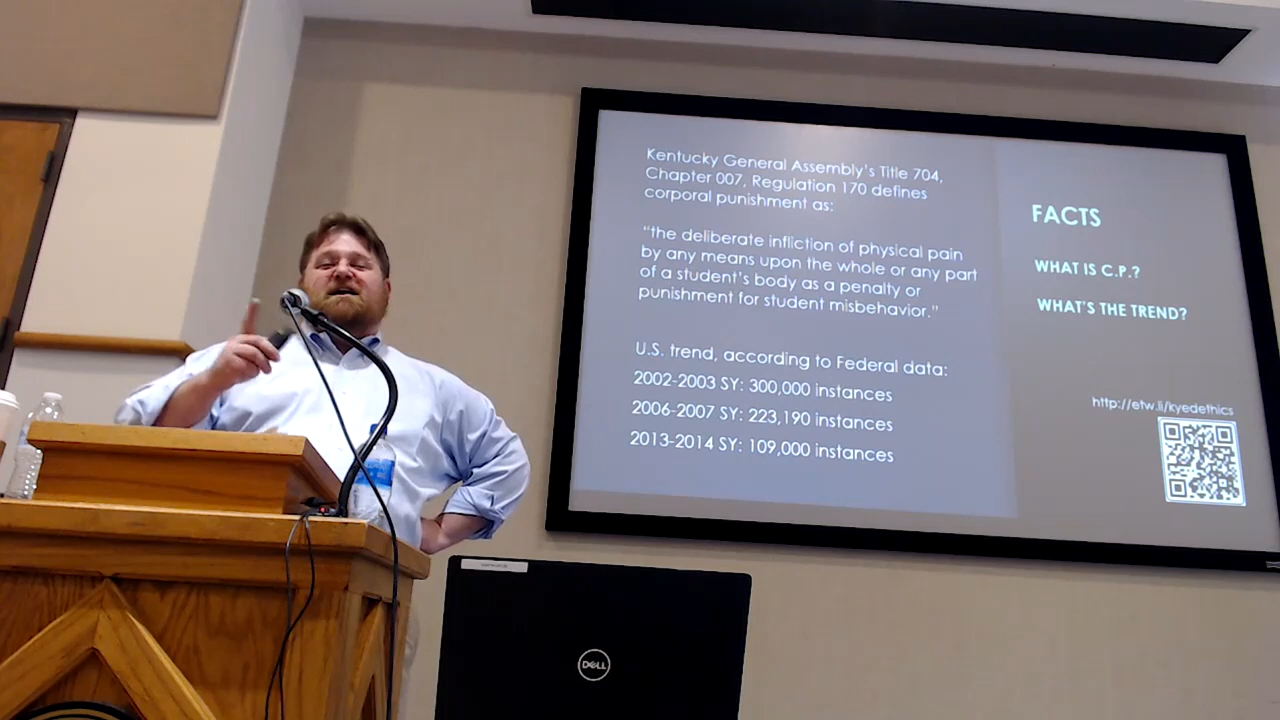 Kentucky General Assembly's Title 704,
Chapter 007, Regulation 170 defines
corporal punishment as:
"the deliberate infliction of physical pain
by any means upon the whole or any part
of a student's body as a penalty or
punishment for student misbehavior."
U.S. trend, according to Federal data:
2002-2003 SY: 300,000 instances
2006-2007 SY: 223,190 instances
2013-2014 SY: 109,000 instances
FACTS
WHAT IS C.P.?
WHAT'S THE TREND?
http://etw.li/kyedethics
DELL